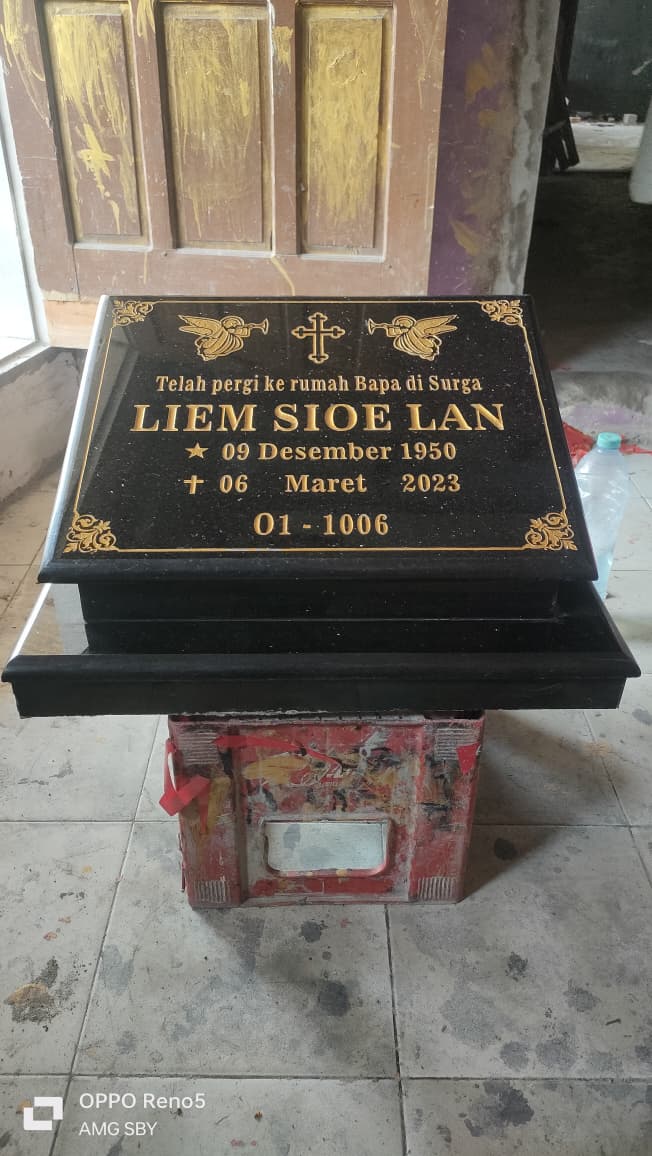 Telah pergi ke rumah Bapa di Surga
LIEM SIOE LAN
★ 09 Desember 1950
✝ 06 Maret 2023
O1 - 1006
OPPO Reno5
AMG SBY